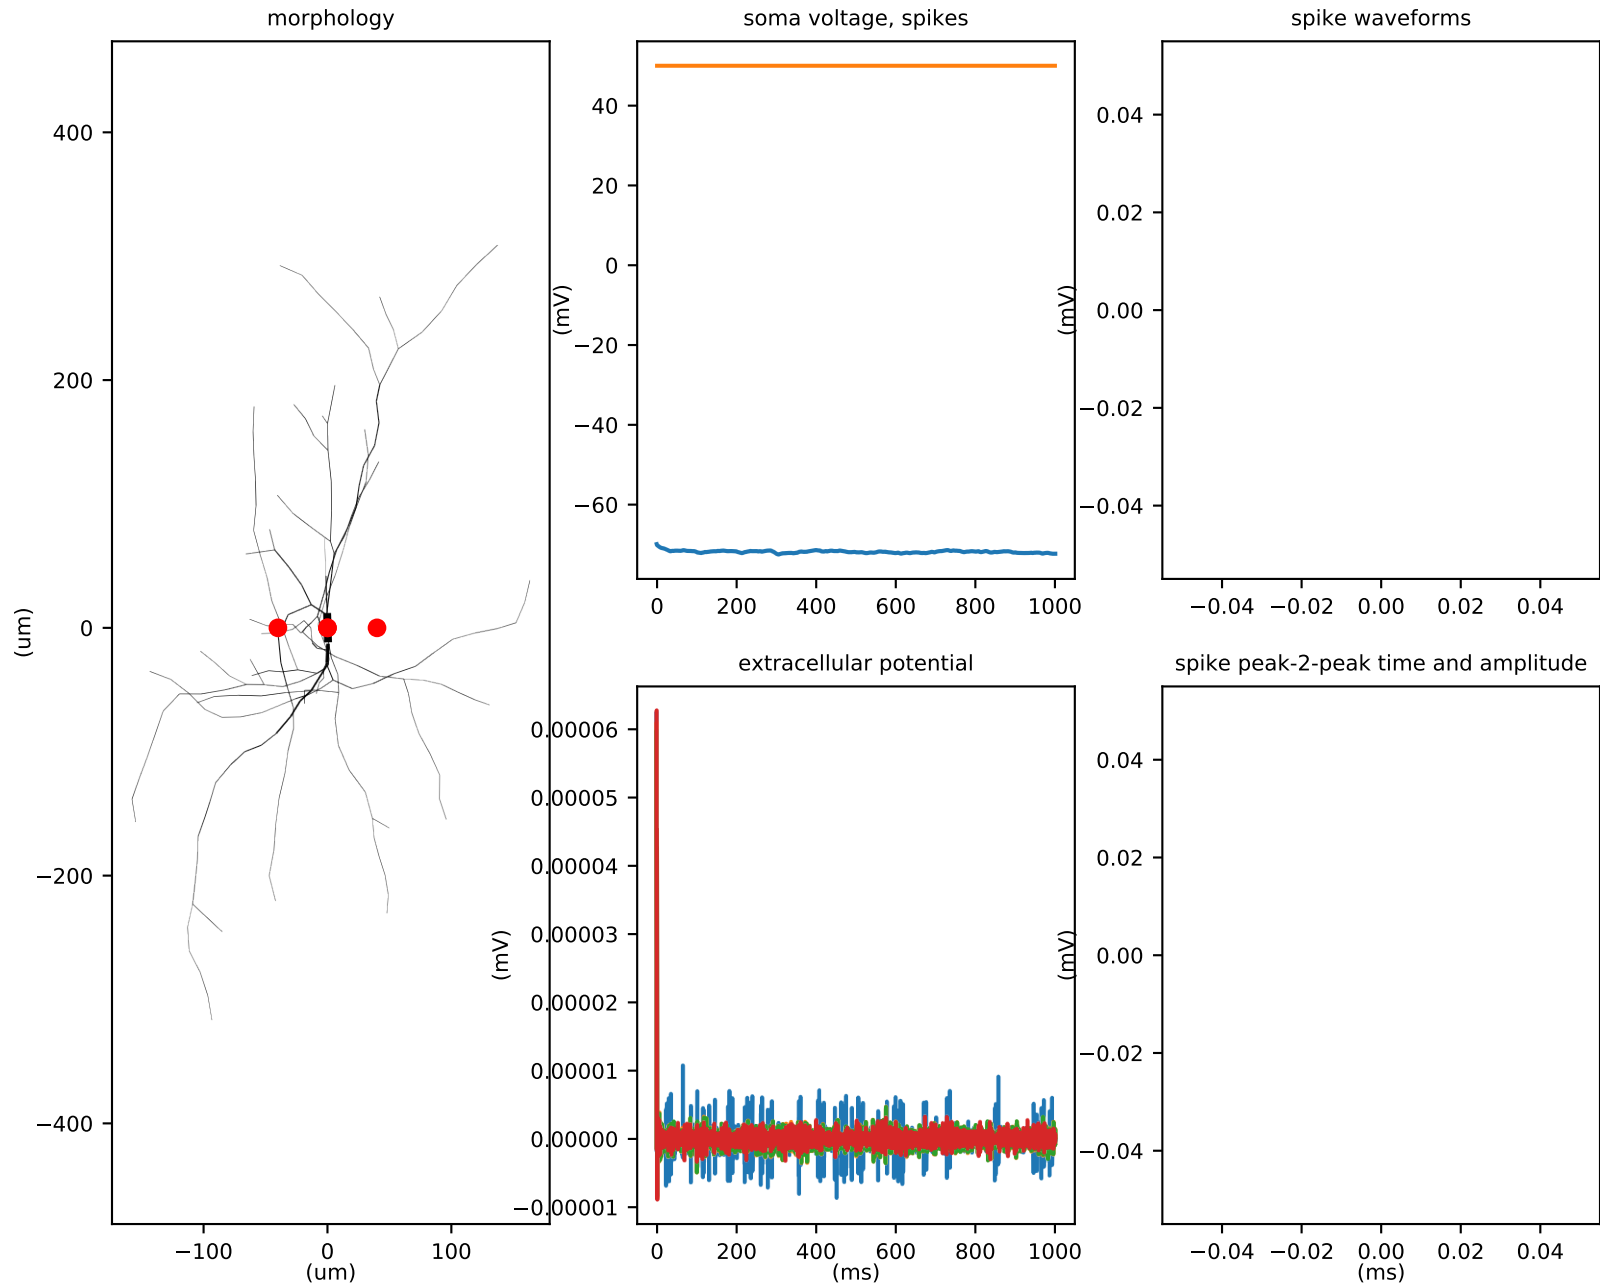 morphology
400
200
0
−200
−400
(um)
−100 0 100
(um)
soma voltage, spikes
40
20
0
−20
−40
−60
(mV)
0 200 400 600 800 1000
spike waveforms
0.04
0.02
0.00
−0.02
−0.04
(mV)
−0.04 −0.02 0.00 0.02 0.04
extracellular potential
0.00006
0.00005
0.00004
0.00003
0.00002
0.00001
0.00000
−0.00001
(mV)
0 200 400 600 800 1000
(ms)
spike peak-2-peak time and amplitude
0.04
0.02
0.00
−0.02
−0.04
(mV)
−0.04 −0.02 0.00 0.02 0.04
(ms)